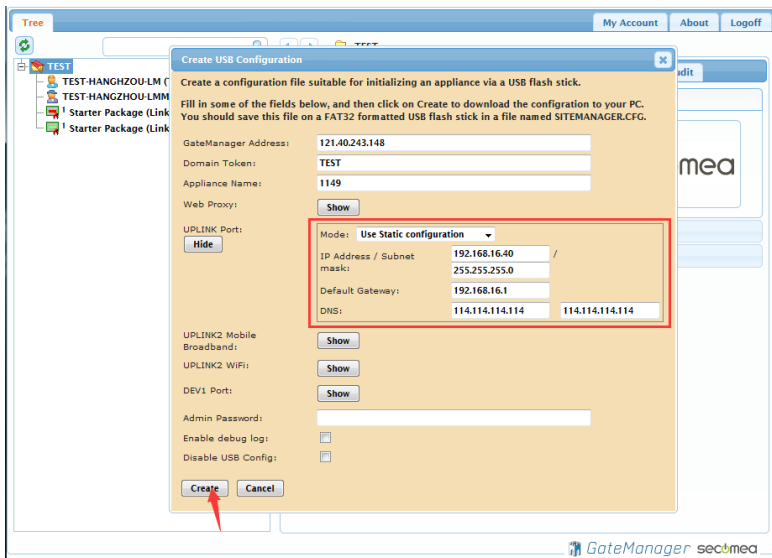 Tree
My Account
About
Logoff
TEST
TEST
TEST-HANGHZOU-LM (
TEST-HANGZHOU-LMM
! Starter Package (Link
! Starter Package (Link
Create USB Configuration
Create a configuration file suitable for initializing an appliance via a USB flash stick.
Fill in some of the fields below, and then click on Create to download the configration to your PC.
You should save this file on a FAT32 formatted USB flash stick in a file named SITEMANAGER.CFG.
GateManager Address: 121.40.243.148
Domain Token: TEST
Appliance Name: 1149
Web Proxy: Show
UPLINK Port:
Hide
Mode: Use Static configuration
IP Address / Subnet mask: 192.168.16.40 / 255.255.255.0
Default Gateway: 192.168.16.1
DNS: 114.114.114.114 114.114.114.114
UPLINK2 Mobile
Broadband: Show
UPLINK2 WiFi: Show
DEV1 Port: Show
Admin Password:
Enable debug log:
Disable USB Config:
Create Cancel
GateManager secomea